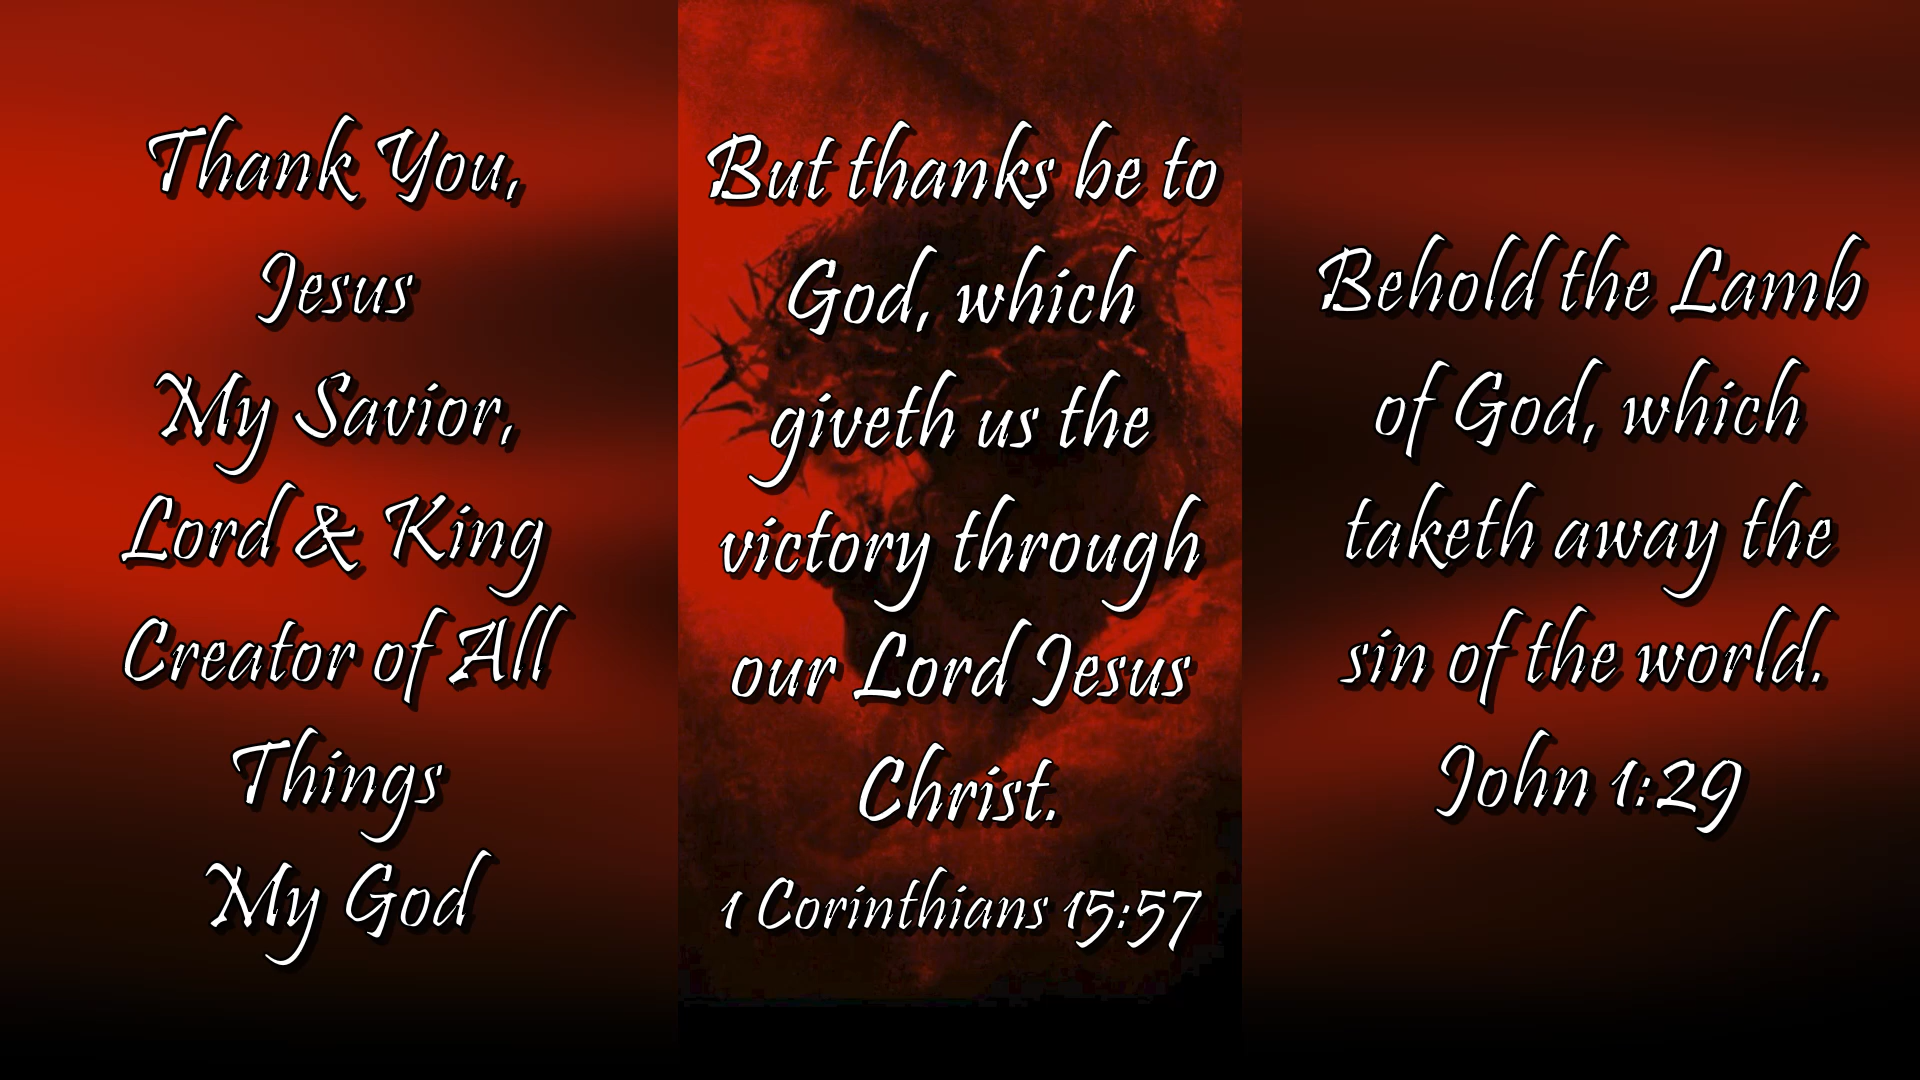 Thank You,
Jesus
My Savior,
Lord & King
Creator of All
Things
My God
But thanks be to
God, which
giveth us the
victory through
our Lord Jesus
Christ.
1 Corinthians 15:57
Behold the Lamb
of God, which
taketh away the
sin of the world.
John 1:29